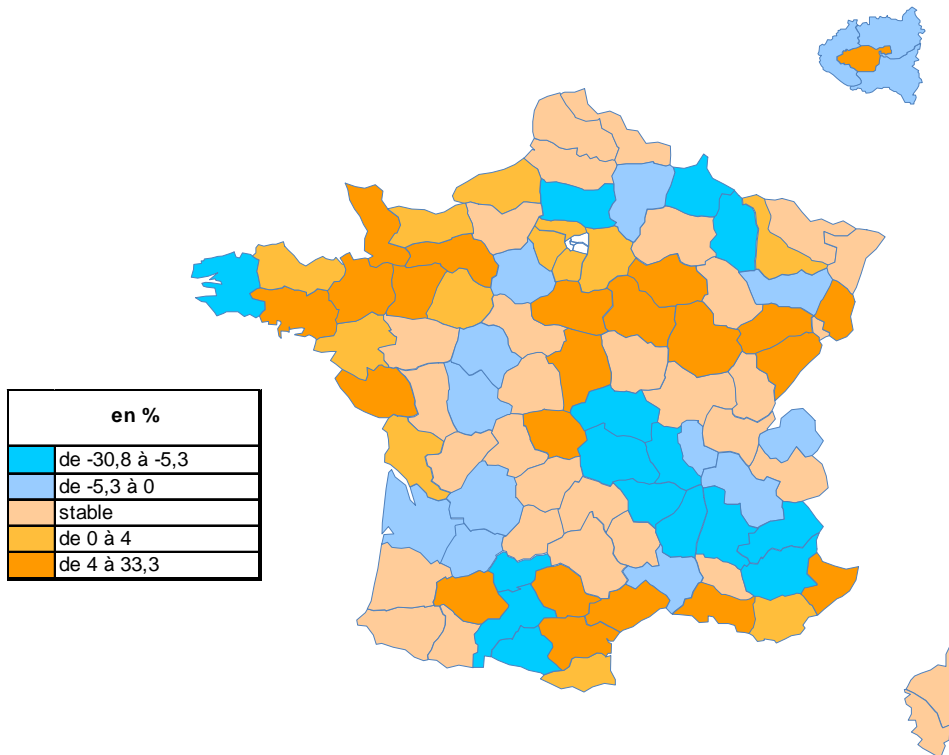 en %
de -30,8 à -5,3
de -5,3 à 0
stable
de 0 à 4
de 4 à 33,3